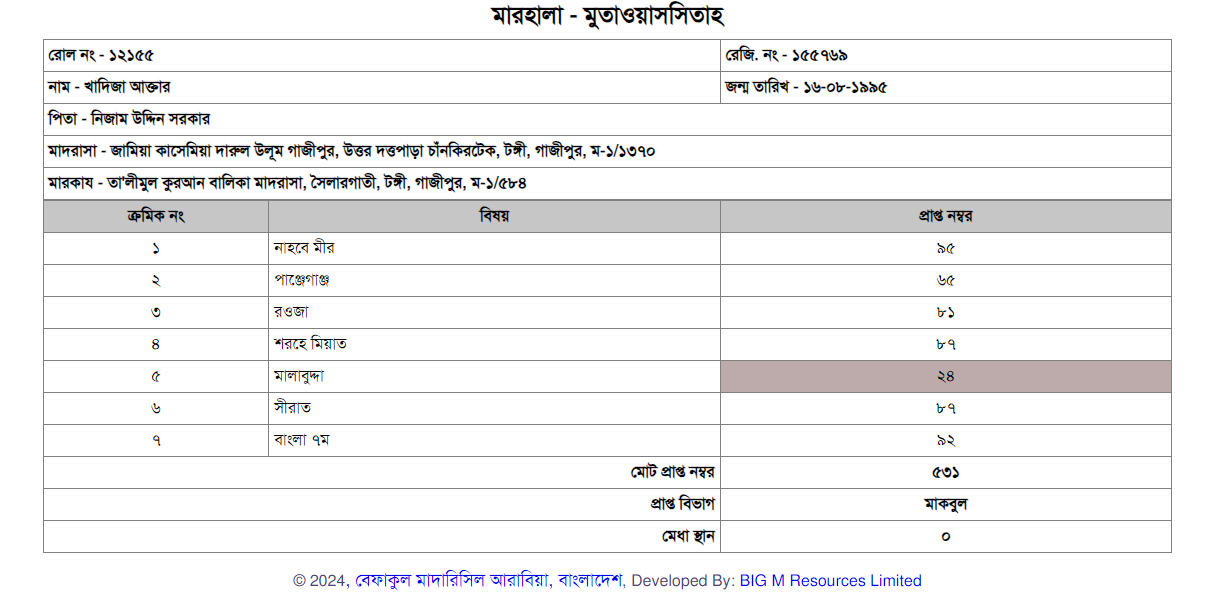 মারহালা - মুতাওয়াসসিতাহ
রোল নং - ১২১৫৫ রেজি. নং - ১৫৫৭৬৯
নাম - খাদিজা আক্তার জন্ম তারিখ - ১৬-০৮-১৯৯৫
পিতা - নিজাম উদ্দিন সরকার
মাদরাসা - জামিয়া কাসেমিয়া দারুল উলূম গাজীপুর, উত্তর দত্তপাড়া চাঁনকিরটেক, টঙ্গী, গাজীপুর, ম-১/১৩৭০
মারকায - তা'লীমুল কুরআন বালিকা মাদরাসা, সৈলারগাতী, টঙ্গী, গাজীপুর, ম-১/৫৮৪
ক্রমিক নং বিষয় প্রাপ্ত নম্বর
১ নাহবে মীর ৯৫
২ পাঞ্জেগাঞ্জ ৬৫
৩ রওজা ৮১
৪ শরহে মিয়াত ৮৭
৫ মালাবুদ্দা ২৪
৬ সীরাত ৮৭
৭ বাংলা ৭ম ৯২
মোট প্রাপ্ত নম্বর ৫৩১
প্রাপ্ত বিভাগ মাকবুল
মেধা স্থান ০
© 2024, বেফাকুল মাদারিসিল আরাবিয়া, বাংলাদেশ, Developed By: BIG M Resources Limited